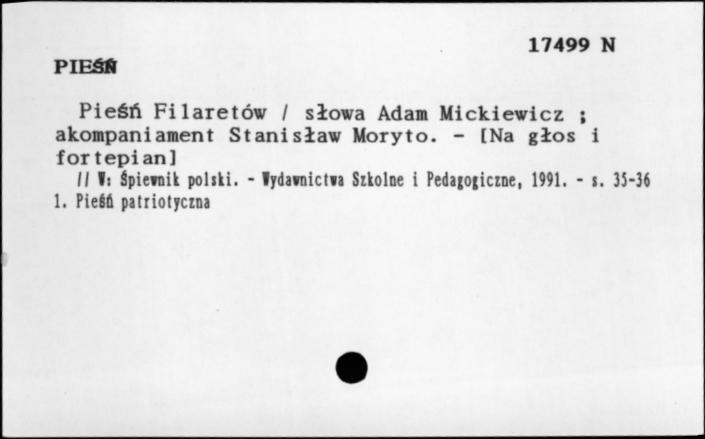 17499 N
PIEŚŃ
Pieśń Filaretów / słowa Adam Mickiewicz ;
akompaniament Stanisław Moryto. - [Na głos i
fortepian]
// W: Śpiewnik polski. - Wydawnictwa Szkolne i Pedagogiczne, 1991. - s. 35-36
1. Pieśń patriotyczna